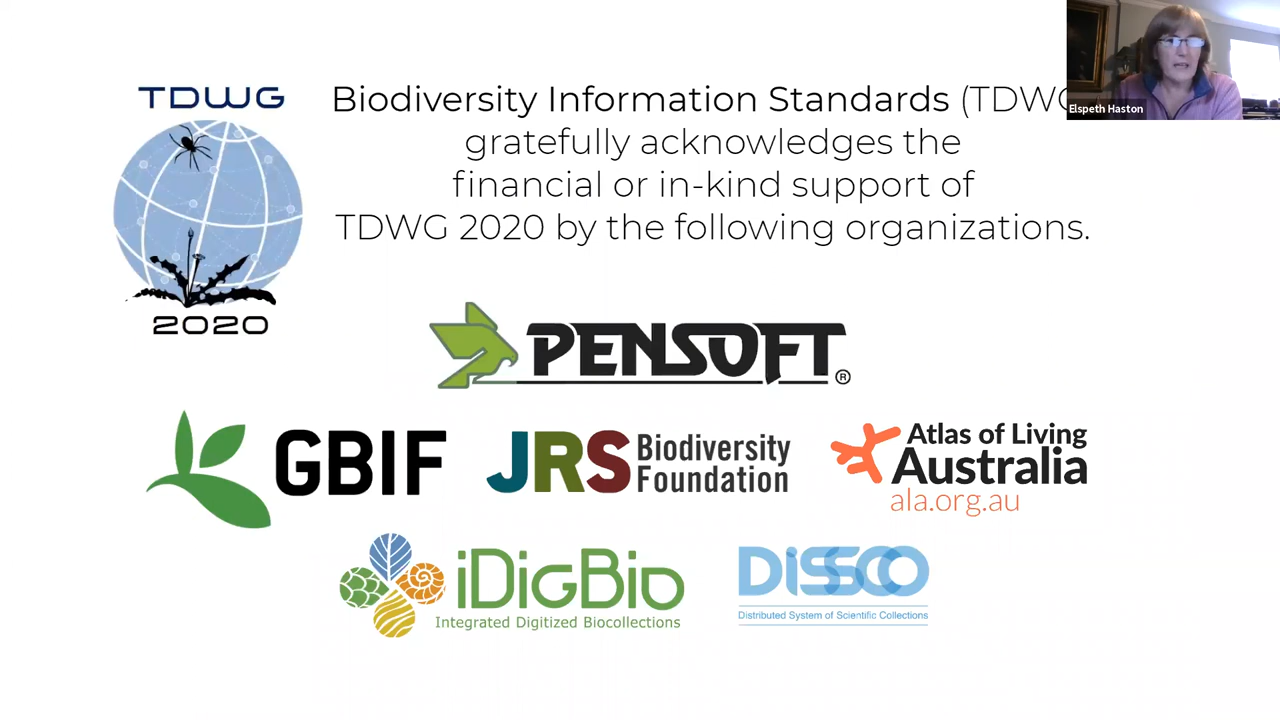 TDWG
2020
Biodiversity Information Standards (TDWG
gratefully acknowledges the
financial or in-kind support of
TDWG 2020 by the following organizations.
Elspeth Haston
PENSOFT ®
GBIF
JRS Biodiversity
Foundation
Atlas of Living
Australia
ala.org.au
iDigBio
Integrated Digitized Biocollections
DiSSCo
Distributed System of Scientific Collections